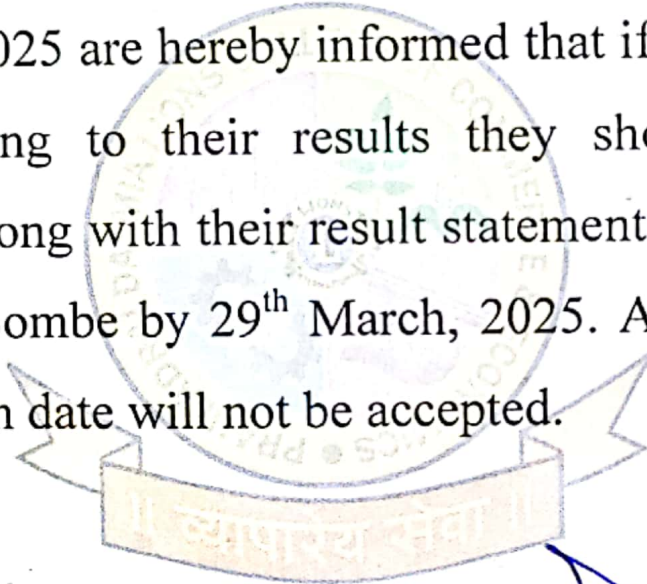 025 are hereby informed that if
ng to their results they sh
ong with their result statement
ombe by 29th March, 2025. A
n date will not be accepted.
॥ व्यापारेय सेवा ॥